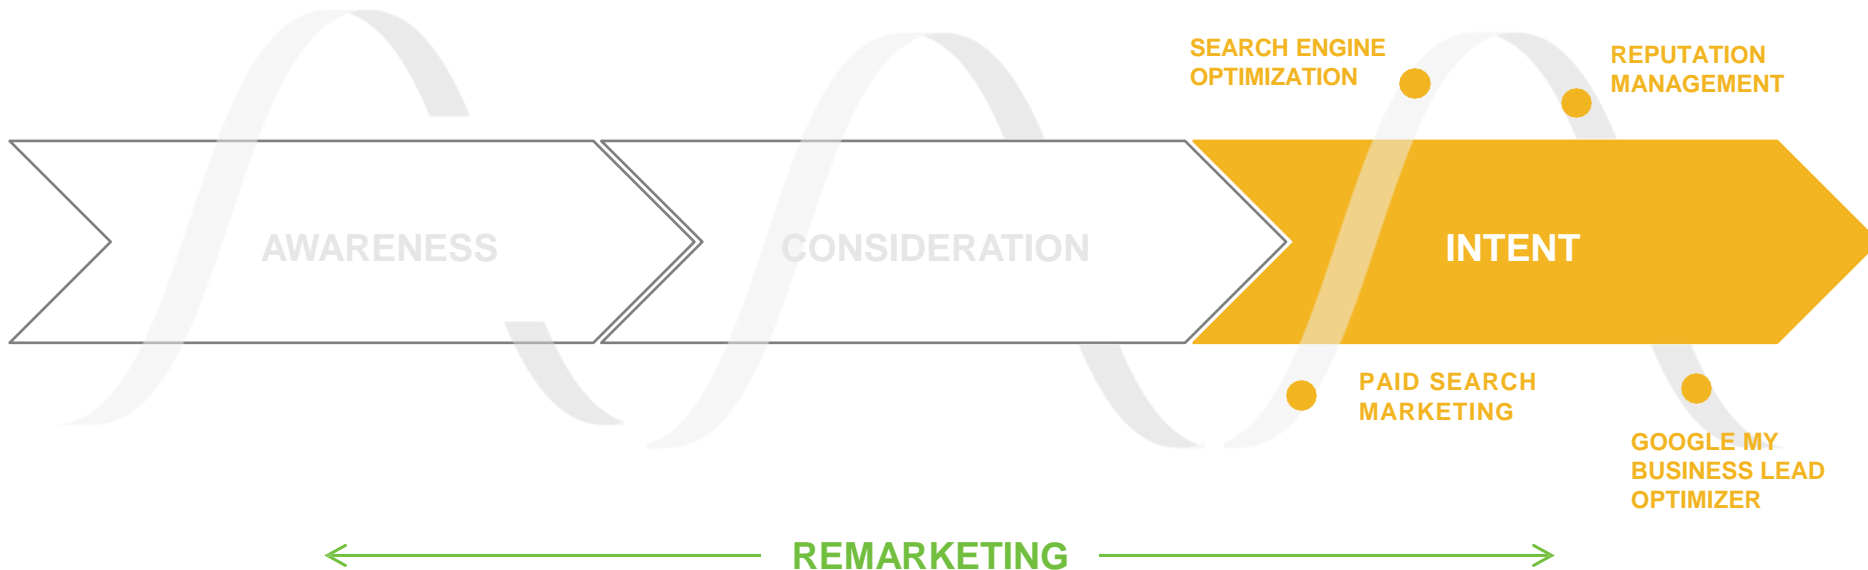 SEARCH ENGINE
OPTIMIZATION
REPUTATION
MANAGEMENT
AWARENESS
CONSIDERATION
INTENT
PAID SEARCH
MARKETING
GOOGLE MY
BUSINESS LEAD
OPTIMIZER
REMARKETING